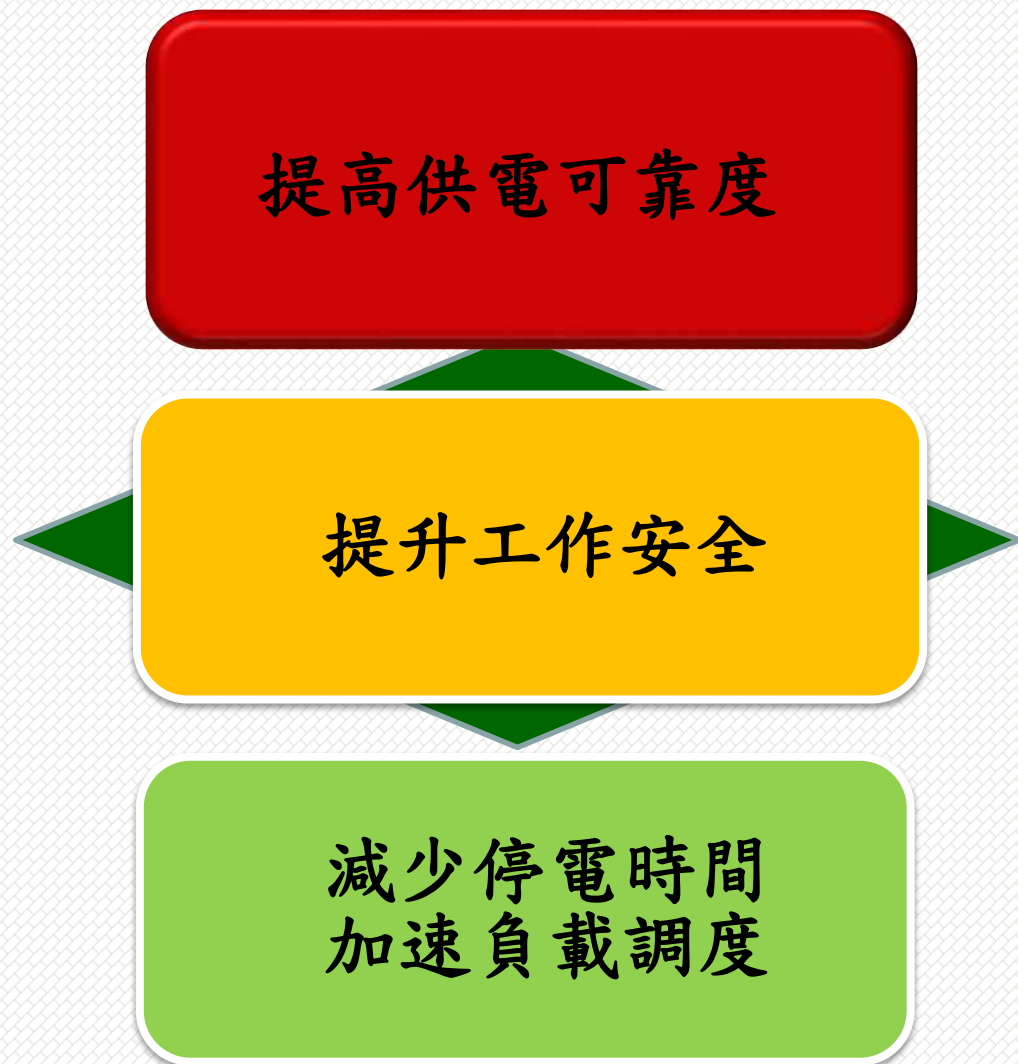 提高供電可靠度
提升工作安全
減少停電時間
加速負載調度